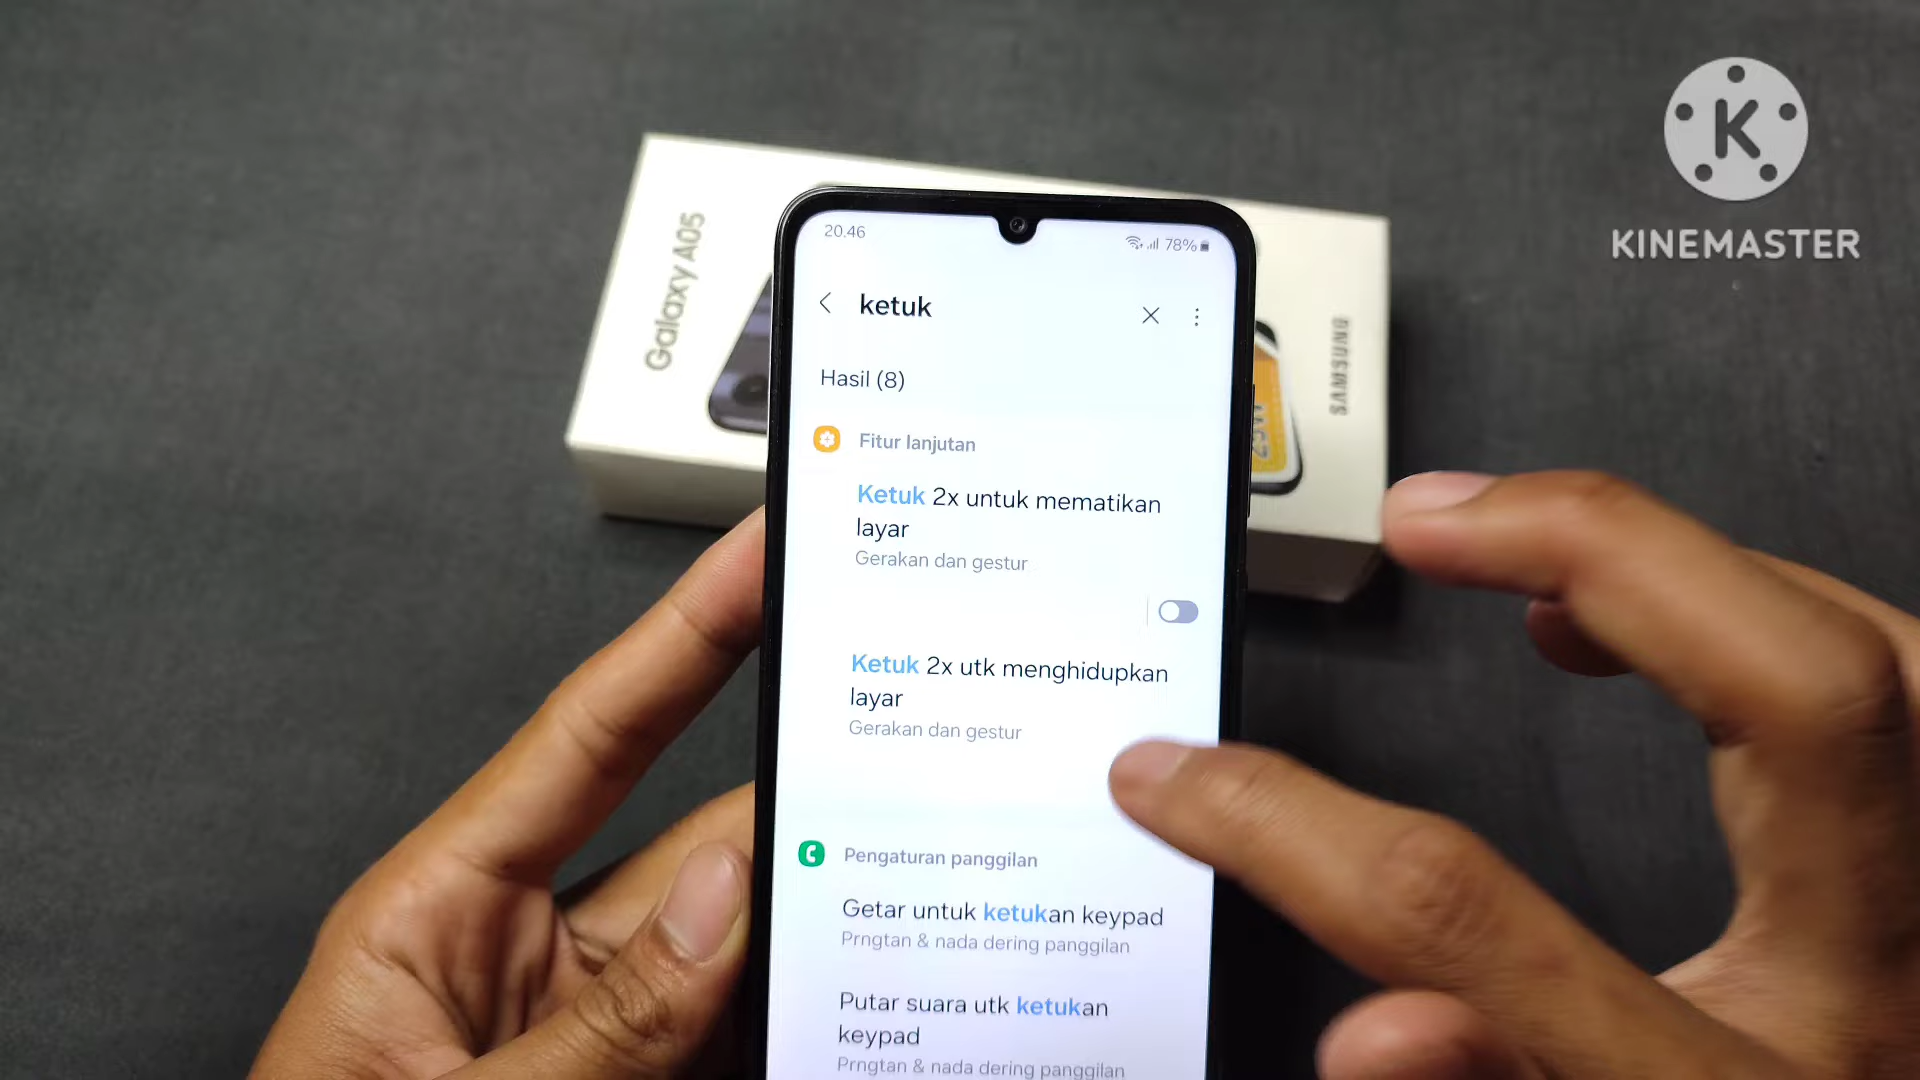 K
KINEMASTER
Galaxy A05
SAMSUNG
25W
20.46
78%
ketuk
Hasil (8)
Fitur lanjutan
Ketuk 2x untuk mematikan
layar
Gerakan dan gestur
Ketuk 2x utk menghidupkan
layar
Gerakan dan gestur
Pengaturan panggilan
Getar untuk ketukan keypad
Prngtan & nada dering panggilan
Putar suara utk ketukan
keypad
Prngtan & nada dering panggilan